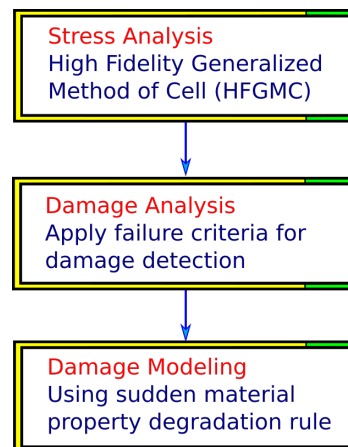 Stress Analysis
High Fidelity Generalized
Method of Cell (HFGMC)
Damage Analysis
Apply failure criteria for
damage detection
Damage Modeling
Using sudden material
property degradation rule